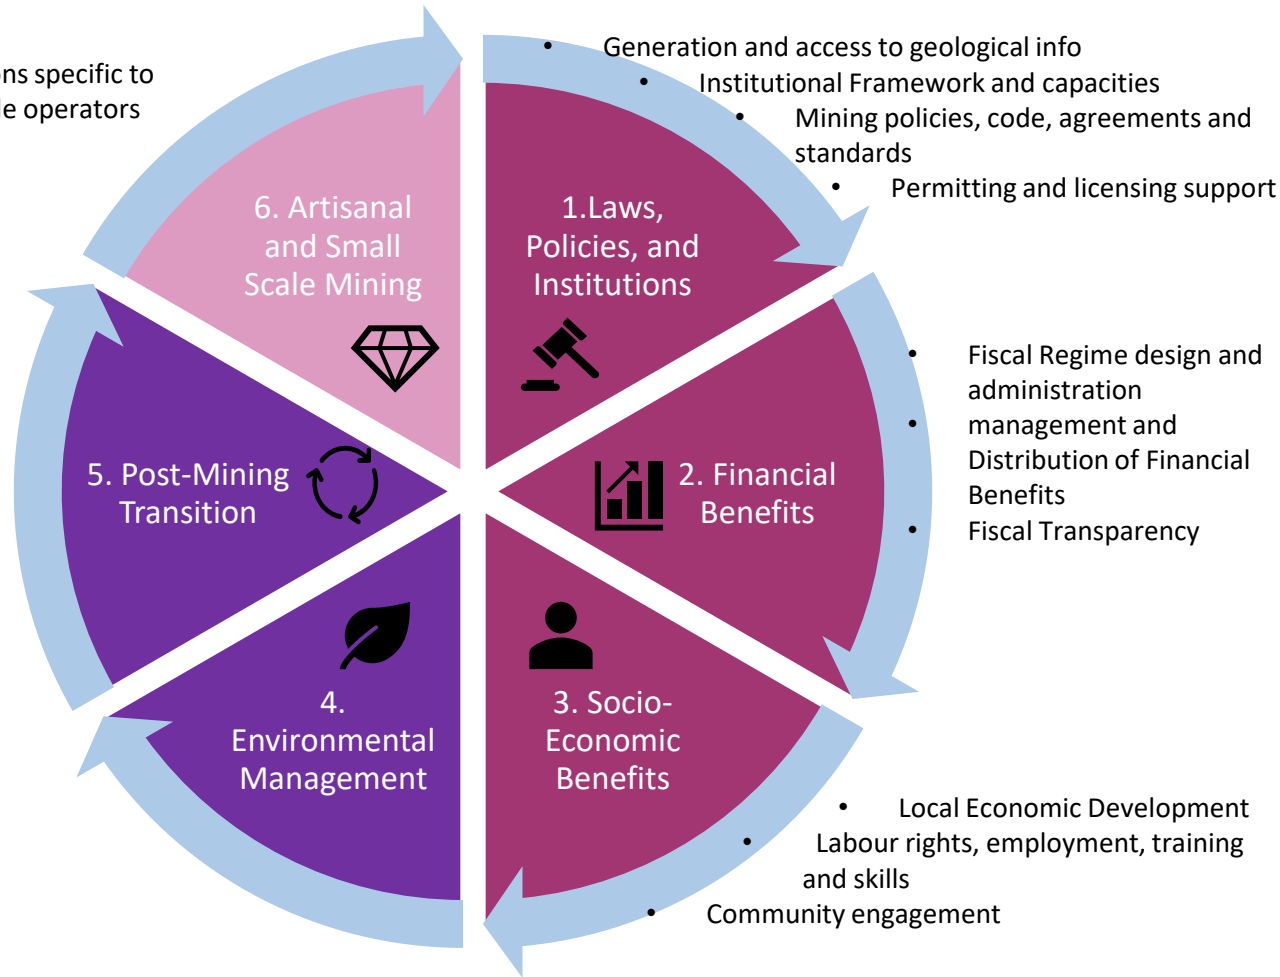 specific to
operators
• Generation and access to geological info
• Institutional Framework and capacities
• Mining policies, code, agreements and
standards
• Permitting and licensing support
6. Artisanal
and Small
Scale Mining
1.Laws,
Policies, and
Institutions
• Fiscal Regime design and
administration
• management and
Distribution of Financial
Benefits
• Fiscal Transparency
5. Post-Mining
Transition
2. Financial
Benefits
4.
Environmental
Management
3. Socio-
Economic
Benefits
• Local Economic Development
• Labour rights, employment, training
and skills
• Community engagement